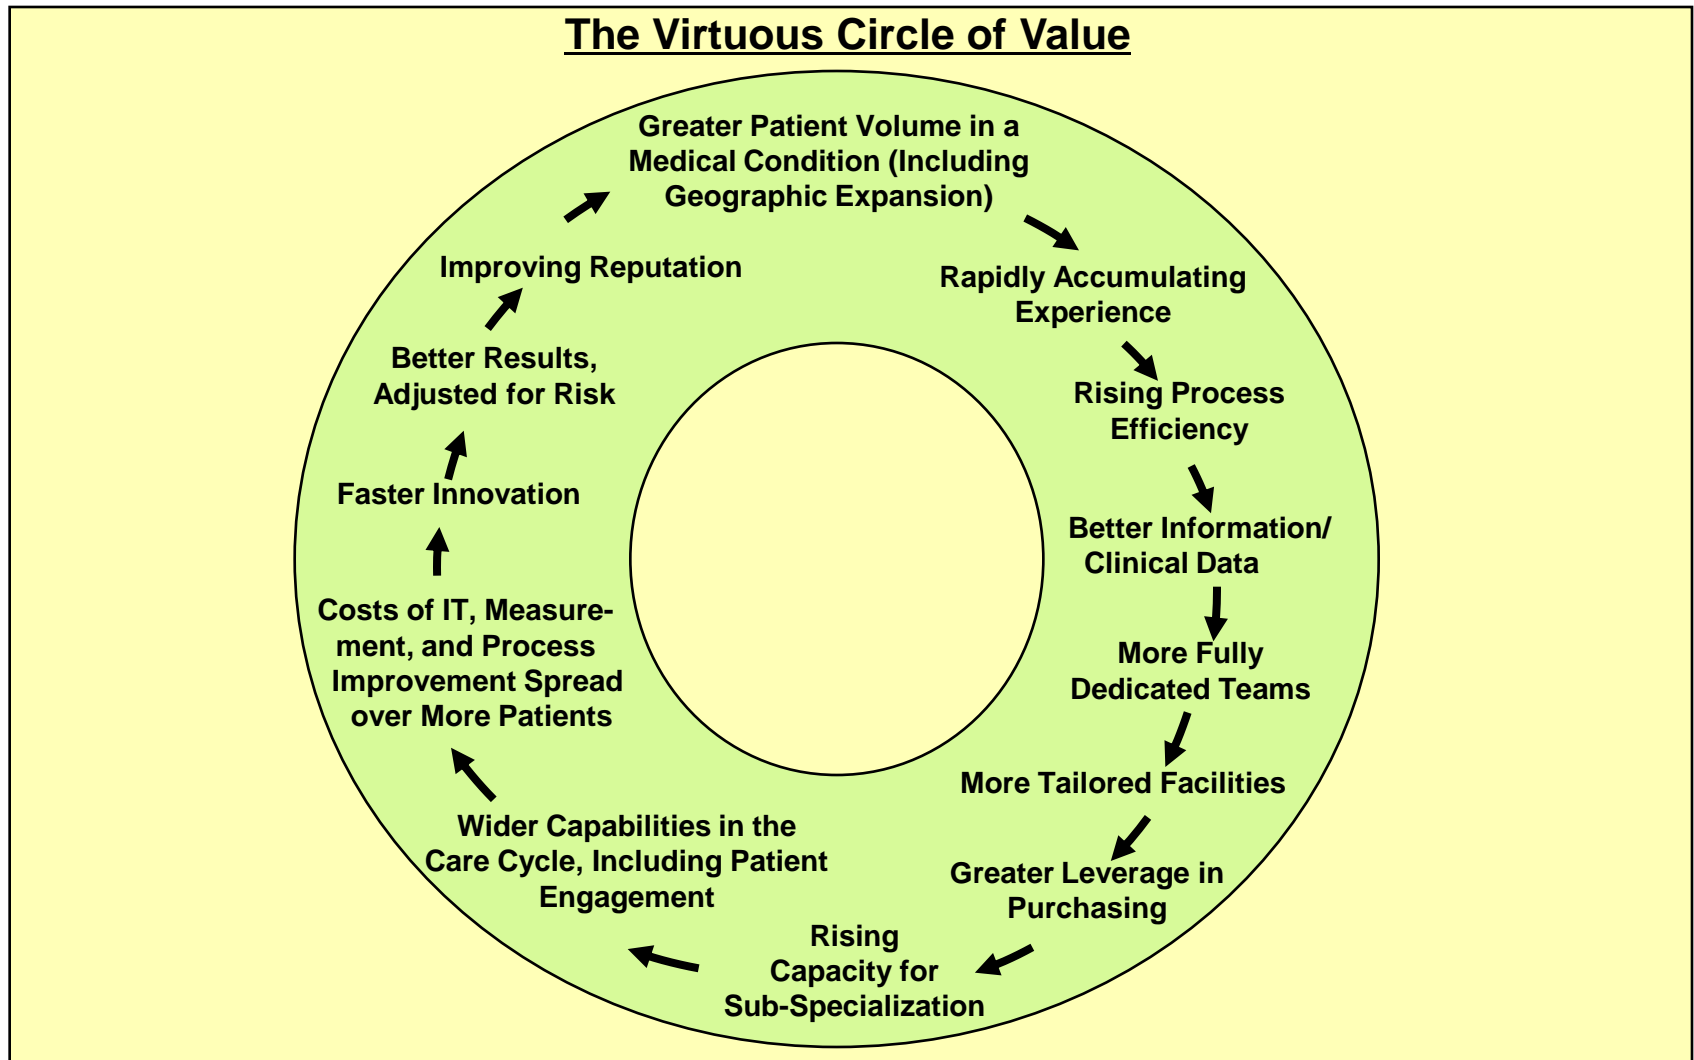 The Virtuous Circle of Value
Greater Patient Volume in a
Medical Condition (Including
Geographic Expansion)
Rapidly Accumulating
Experience
Rising Process
Efficiency
Better Information/
Clinical Data
More Fully
Dedicated Teams
More Tailored Facilities
Greater Leverage in
Purchasing
Rising
Capacity for
Sub-Specialization
Wider Capabilities in the
Care Cycle, Including Patient
Engagement
Costs of IT, Measure-
ment, and Process
Improvement Spread
over More Patients
Faster Innovation
Better Results,
Adjusted for Risk
Improving Reputation